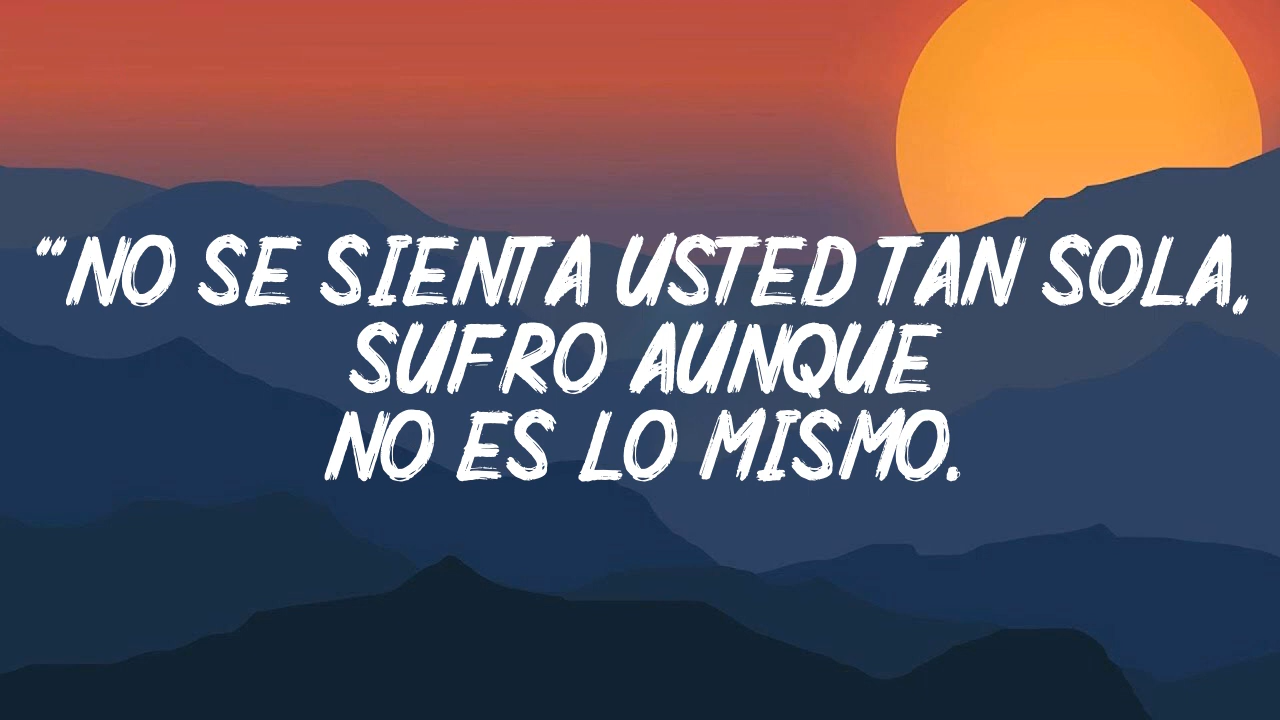 “NO SE SIENTA USTED TAN SOLA,
SUFRO AUNQUE
NO ES LO MISMO.